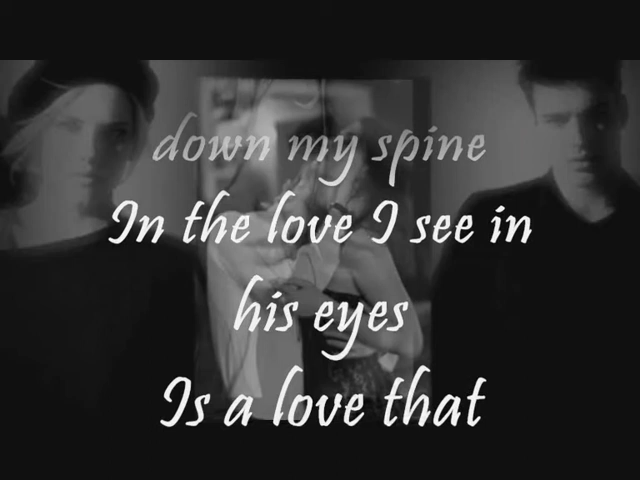 down my spine
In the love I see in
his eyes
Is a love that